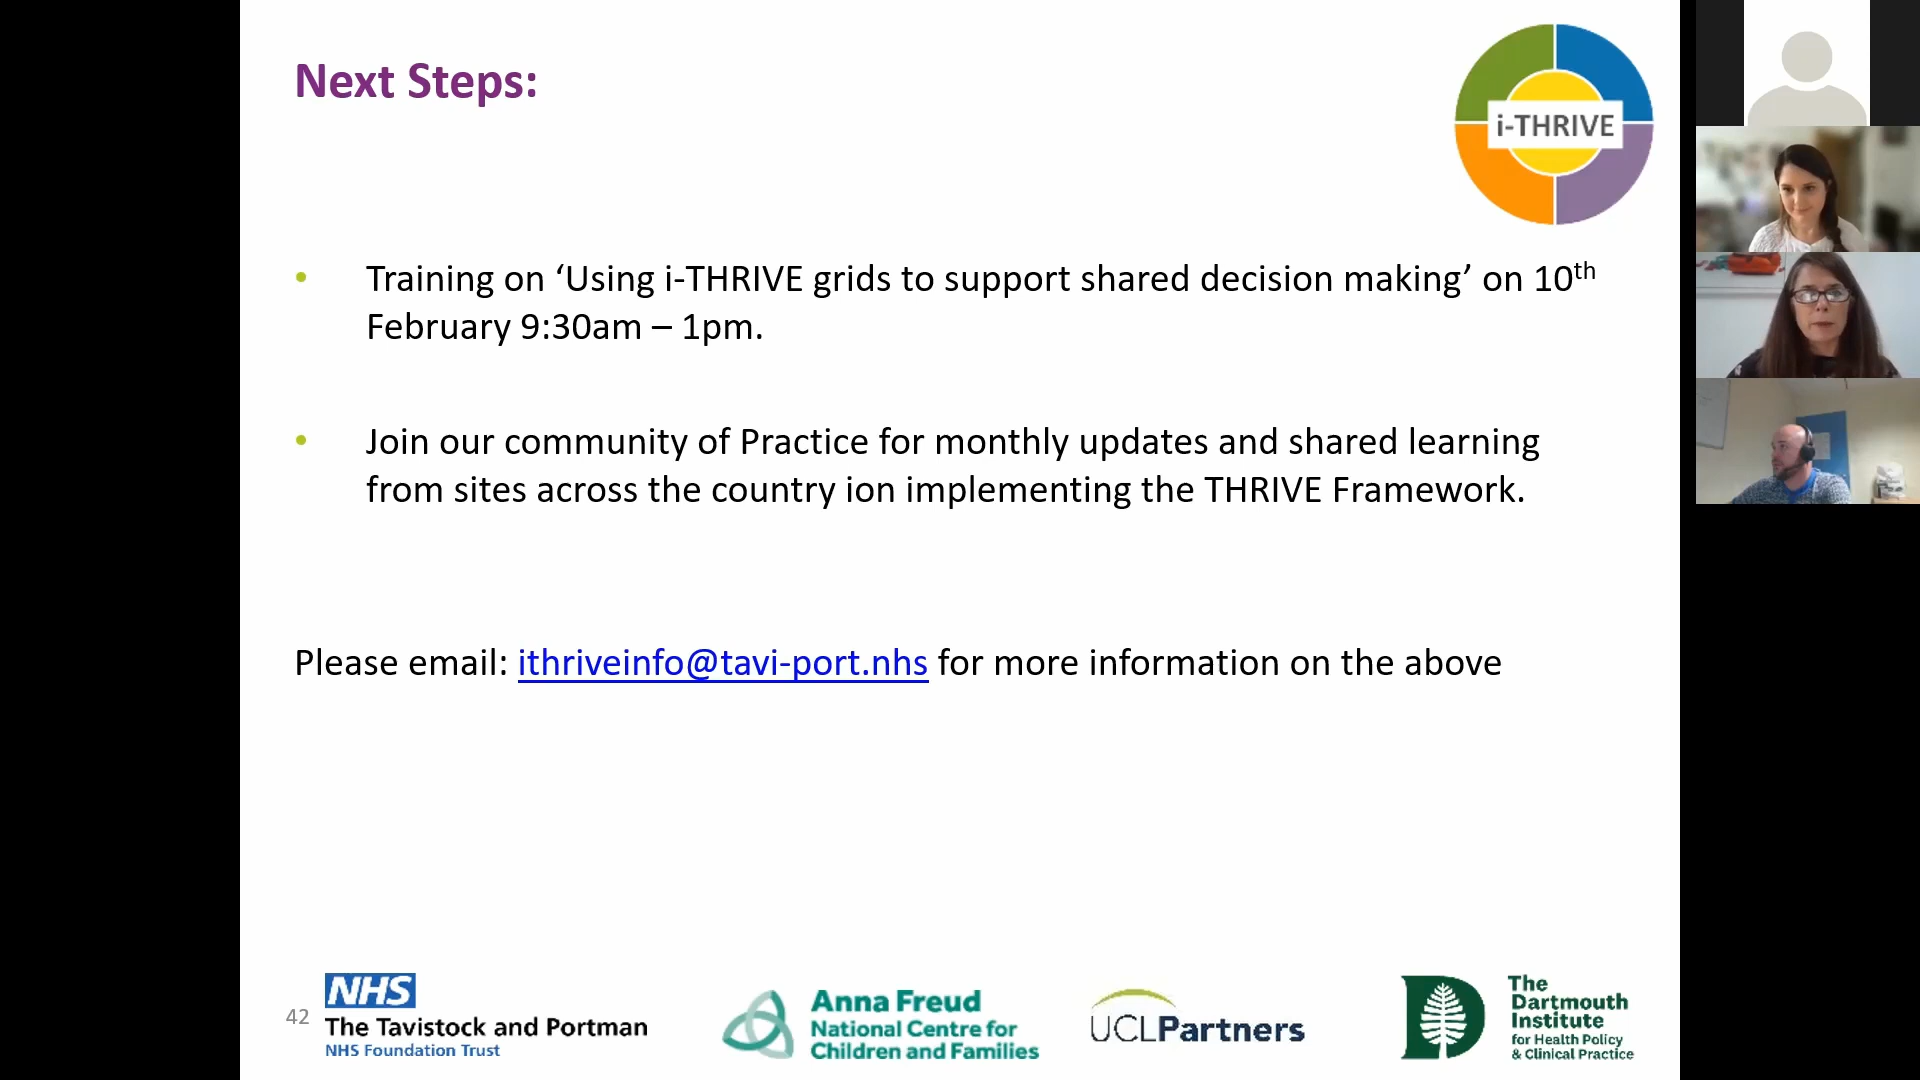 Next Steps:
i-THRIVE
• Training on ‘Using i-THRIVE grids to support shared decision making’ on 10th
February 9:30am – 1pm.
• Join our community of Practice for monthly updates and shared learning
from sites across the country ion implementing the THRIVE Framework.
Please email: ithriveinfo@tavi-port.nhs for more information on the above
42
NHS
The Tavistock and Portman
NHS Foundation Trust
Anna Freud
National Centre for
Children and Families
UCLPartners
The
Dartmouth
Institute
for Health Policy
& Clinical Practice